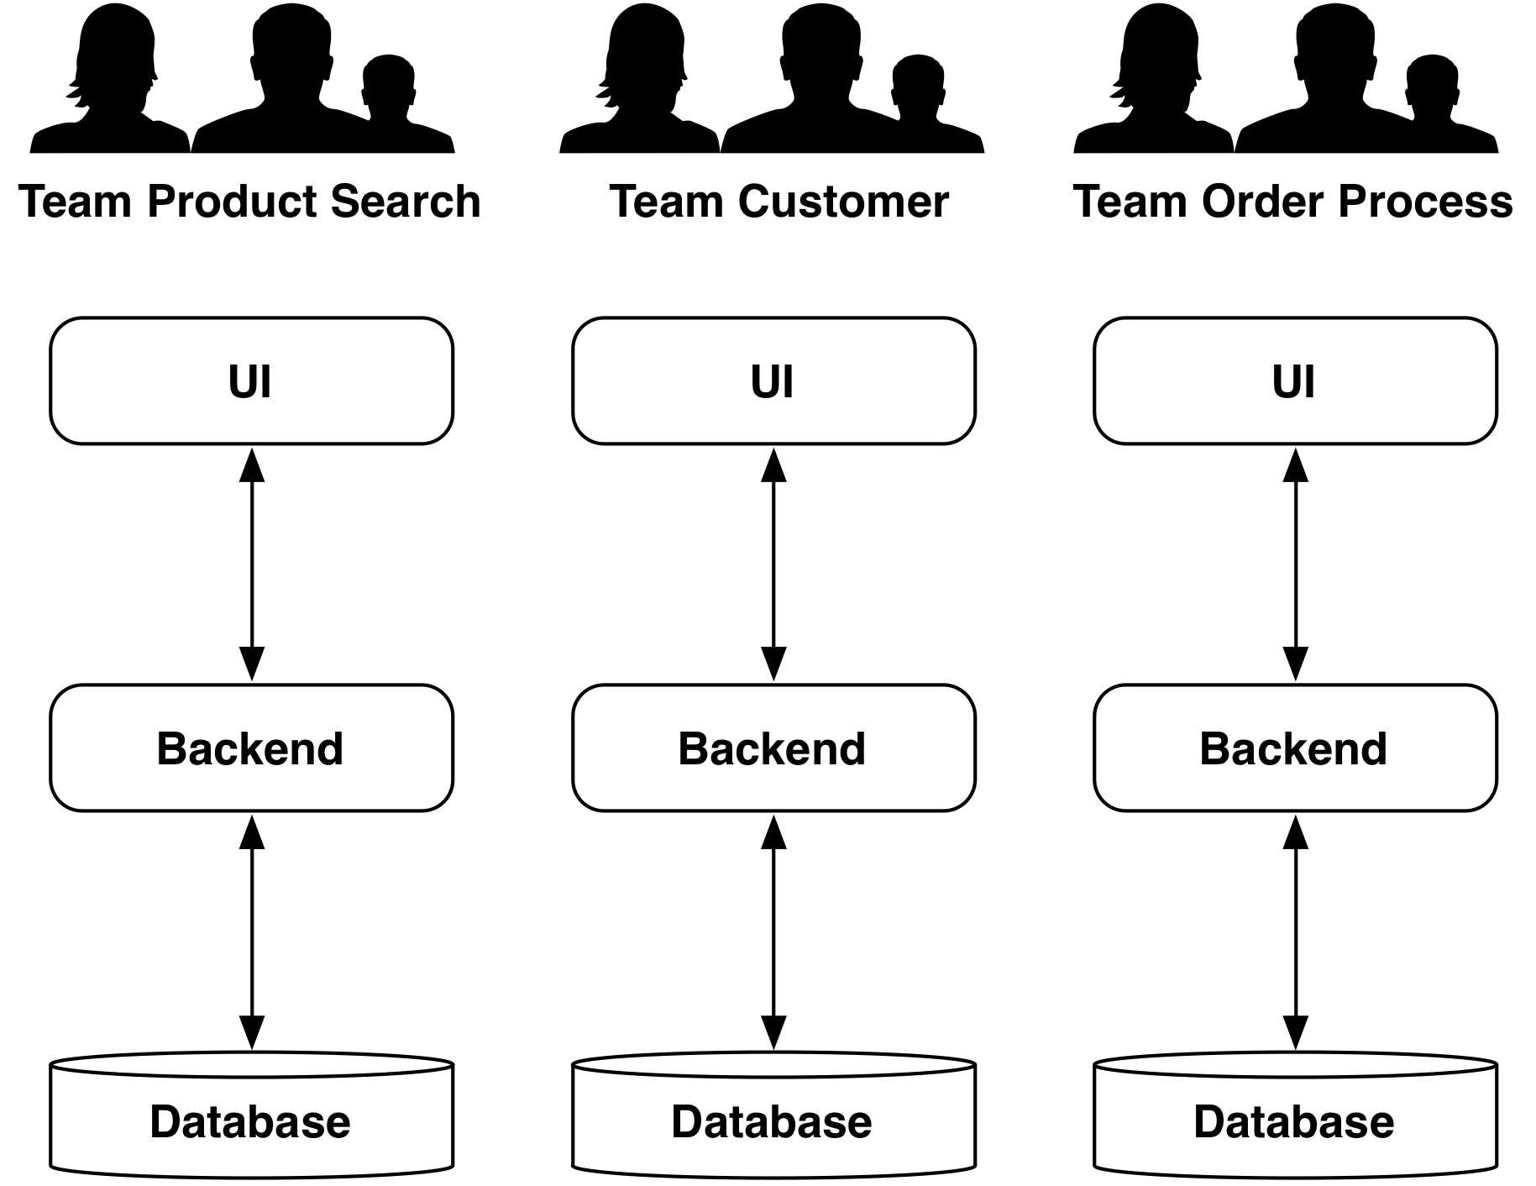 Team Product Search
Team Customer
Team Order Process
UI
UI
UI
Backend
Backend
Backend
Database
Database
Database